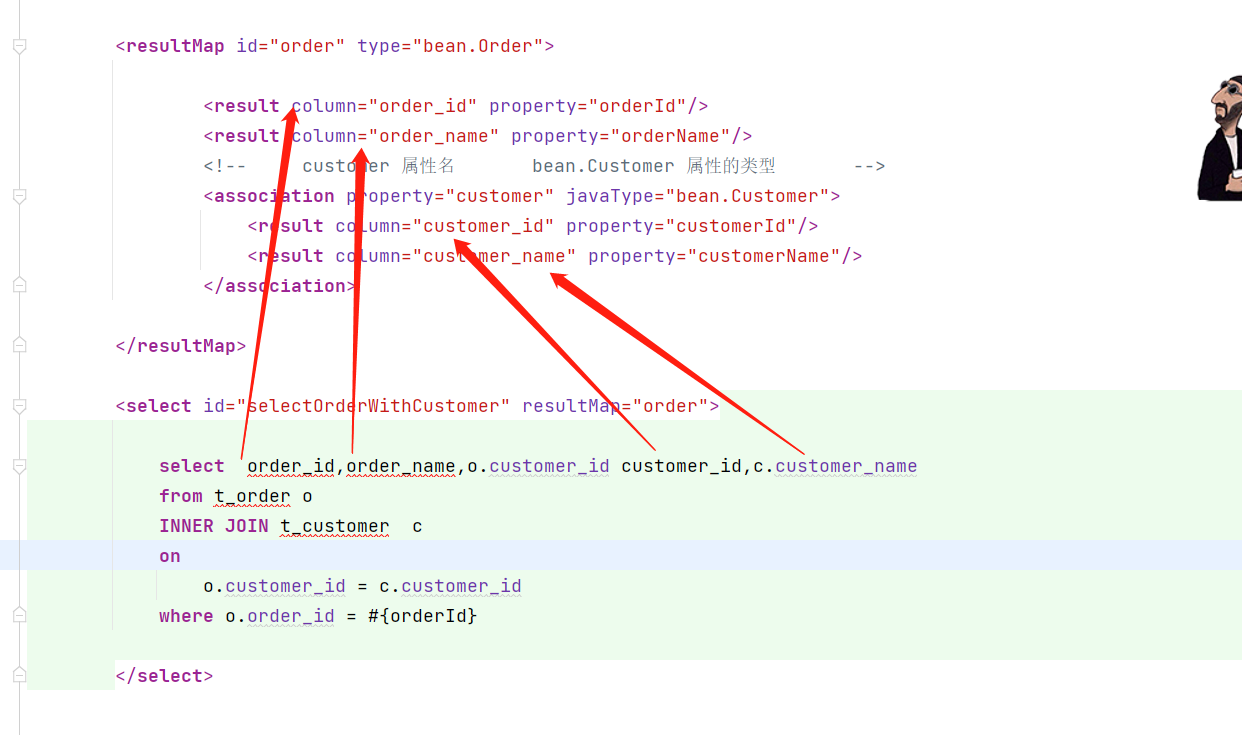 <resultMap id="order" type="bean.Order">
<result column="order_id" property="orderId"/>
<result column="order_name" property="orderName"/>
<!-- customer 属性名 bean.Customer 属性的类型 -->
<association property="customer" javaType="bean.Customer">
<result column="customer_id" property="customerId"/>
<result column="customer_name" property="customerName"/>
</association>
</resultMap>
<select id="selectOrderWithCustomer" resultMap="order">
select order_id,order_name,o.customer_id customer_id,c.customer_name
from t_order o
INNER JOIN t_customer c
on
o.customer_id = c.customer_id
where o.order_id = #{orderId}
</select>